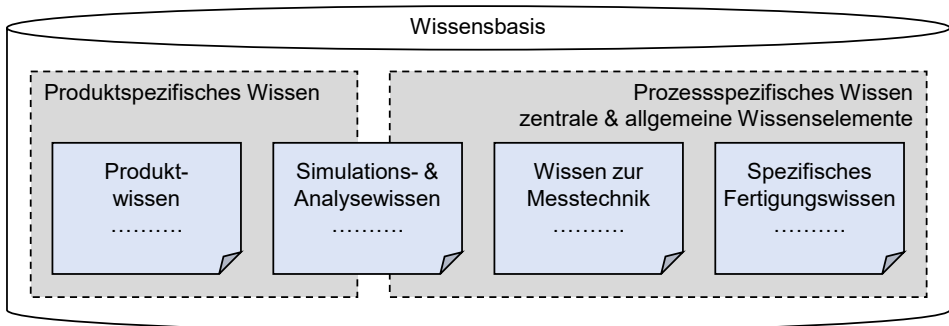 Wissensbasis
Produktspezifisches Wissen
Prozessspezifisches Wissen
zentrale & allgemeine Wissenselemente
Produkt-
wissen
……….
Simulations- &
Analysewissen
……….
Wissen zur
Messtechnik
……….
Spezifisches
Fertigungswissen
……….